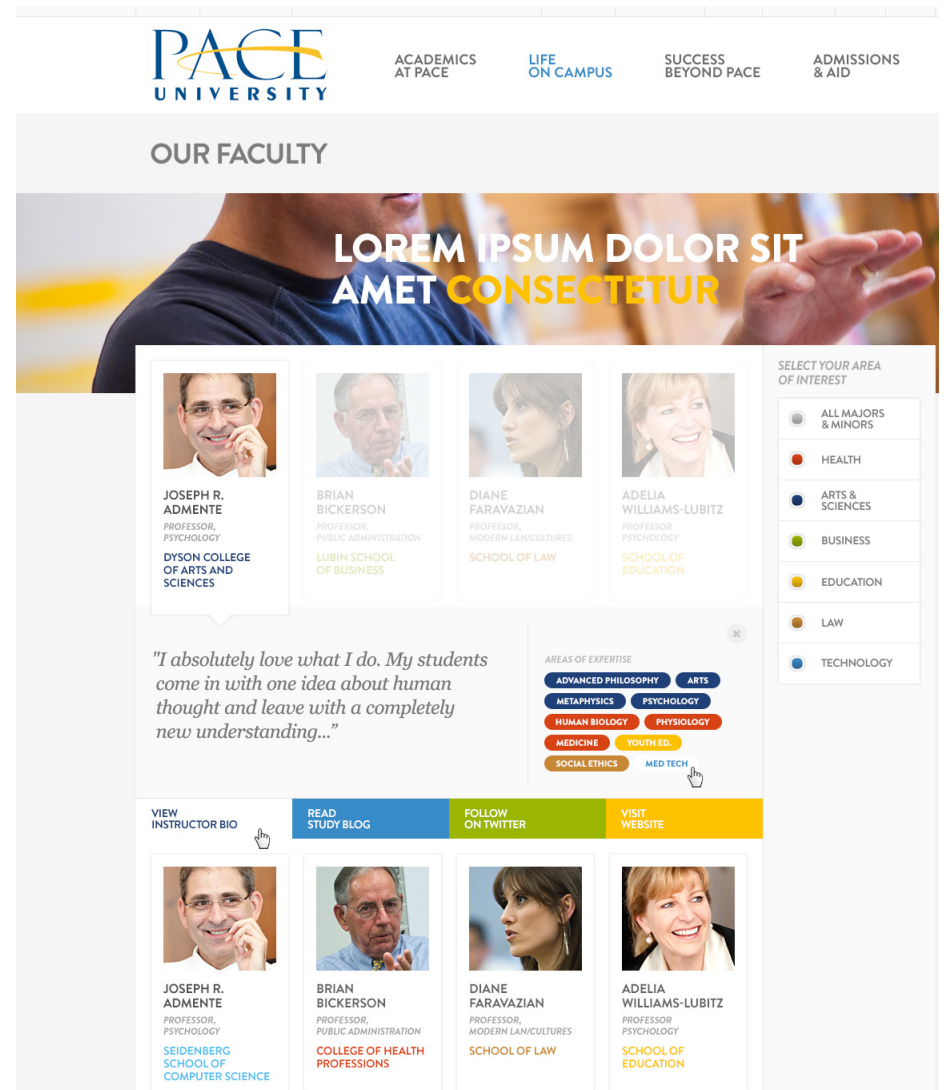 PACE
UNIVERSITY
ACADEMICS
AT PACE
LIFE
ON CAMPUS
SUCCESS
BEYOND PACE
ADMISSIONS
& AID
OUR FACULTY
LOREM IPSUM DOLOR SIT
AMET CONSECTETUR
JOSEPH R.
ADMENTE
PROFESSOR,
PSYCHOLOGY
DYSON COLLEGE
OF ARTS AND
SCIENCES
BRIAN
BICKERSON
PROFESSOR,
PUBLIC ADMINISTRATION
LUBIN SCHOOL
OF BUSINESS
DIANE
FARAVAZIAN
PROFESSOR,
MODERN LAN/CULTURES
SCHOOL OF LAW
ADELIA
WILLIAMS-LUBITZ
PROFESSOR
PSYCHOLOGY
SCHOOL OF
EDUCATION
SELECT YOUR AREA
OF INTEREST
ALL MAJORS
& MINORS
HEALTH
ARTS &
SCIENCES
BUSINESS
EDUCATION
LAW
TECHNOLOGY
"I absolutely love what I do. My students
come in with one idea about human
thought and leave with a completely
new understanding..."
AREAS OF EXPERTISE
ADVANCED PHILOSOPHY
ARTS
METAPHYSICS
PSYCHOLOGY
HUMAN BIOLOGY
PHYSIOLOGY
MEDICINE
YOUTH ED.
SOCIAL ETHICS
MED TECH
VIEW
INSTRUCTOR BIO
READ
STUDY BLOG
FOLLOW
ON TWITTER
VISIT
WEBSITE
JOSEPH R.
ADMENTE
PROFESSOR,
PSYCHOLOGY
SEIDENBERG
SCHOOL OF
COMPUTER SCIENCE
BRIAN
BICKERSON
PROFESSOR,
PUBLIC ADMINISTRATION
COLLEGE OF HEALTH
PROFESSIONS
DIANE
FARAVAZIAN
PROFESSOR,
MODERN LAN/CULTURES
SCHOOL OF LAW
ADELIA
WILLIAMS-LUBITZ
PROFESSOR
PSYCHOLOGY
SCHOOL OF
EDUCATION